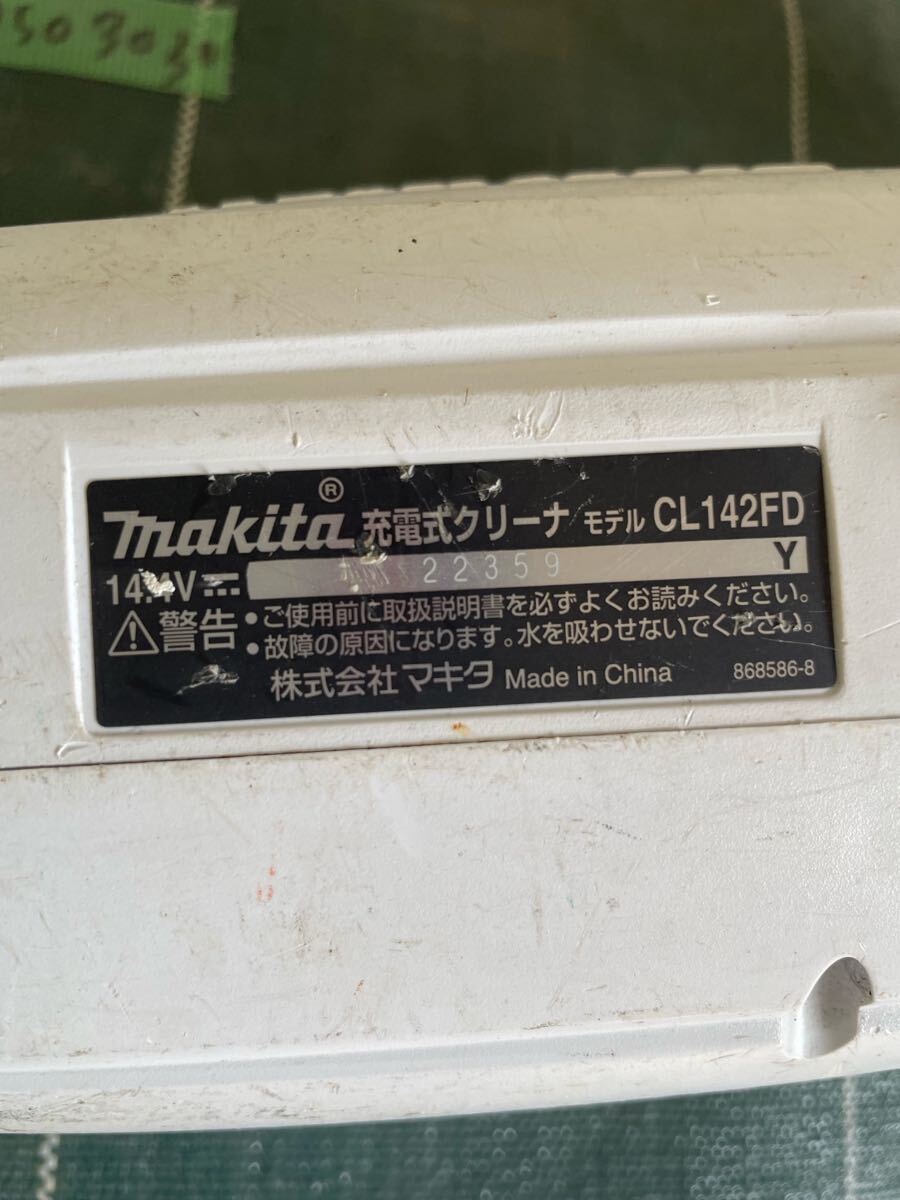 503030
makita® 充電式クリーナ モデル CL142FD
14.4V 22359 Y
⚠警告 •ご使用前に取扱説明書を必ずよくお読みください。
•故障の原因になります。水を吸わせないでください。
株式会社 マキタ Made in China 868586-8